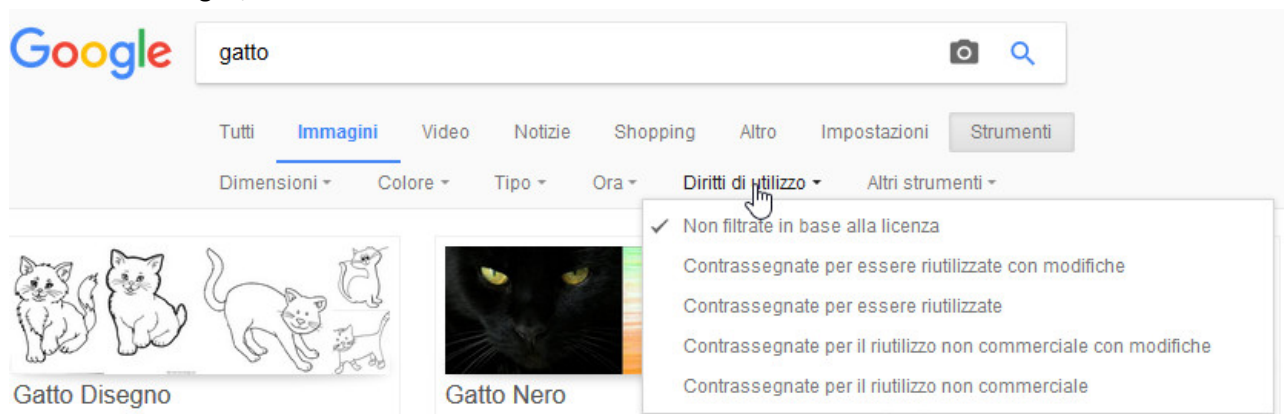 Google gatto
Tutti Immagini Video Notizie Shopping Altro Impostazioni Strumenti
Dimensioni Colore Tipo Ora Diritti di utilizzo Altri strumenti
Non filtrate in base alla licenza
Contrassegnate per essere riutilizzate con modifiche
Contrassegnate per essere riutilizzate
Contrassegnate per il riutilizzo non commerciale con modifiche
Contrassegnate per il riutilizzo non commerciale
Gatto Disegno
Gatto Nero